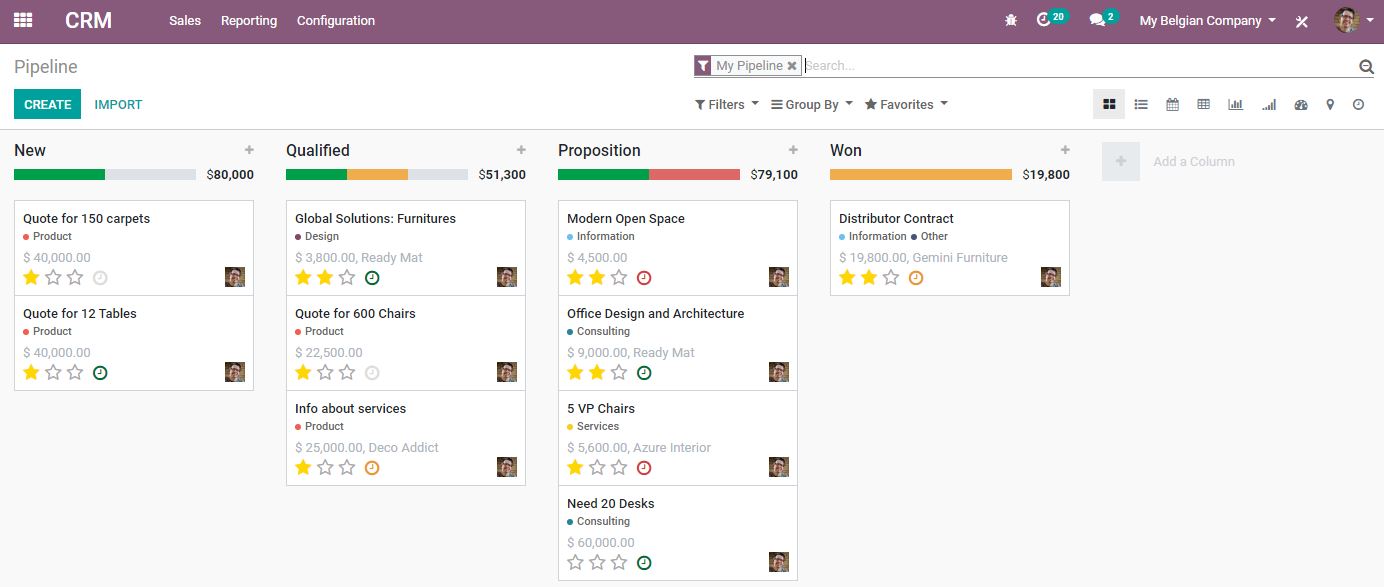 CRM Sales Reporting Configuration 20 2 My Belgian Company
Pipeline My Pipeline Search...
CREATE IMPORT Filters Group By Favorites
New
$80,000
Quote for 150 carpets
Product
$ 40,000.00
Quote for 12 Tables
Product
$ 40,000.00
Qualified
$51,300
Global Solutions: Furnitures
Design
$ 3,800.00, Ready Mat
Quote for 600 Chairs
Product
$ 22,500.00
Info about services
Product
$ 25,000.00, Deco Addict
Proposition
$79,100
Modern Open Space
Information
$ 4,500.00
Office Design and Architecture
Consulting
$ 9,000.00, Ready Mat
5 VP Chairs
Services
$ 5,600.00, Azure Interior
Need 20 Desks
Consulting
$ 60,000.00
Won
$19,800
Distributor Contract
Information Other
$ 19,800.00, Gemini Furniture
Add a Column